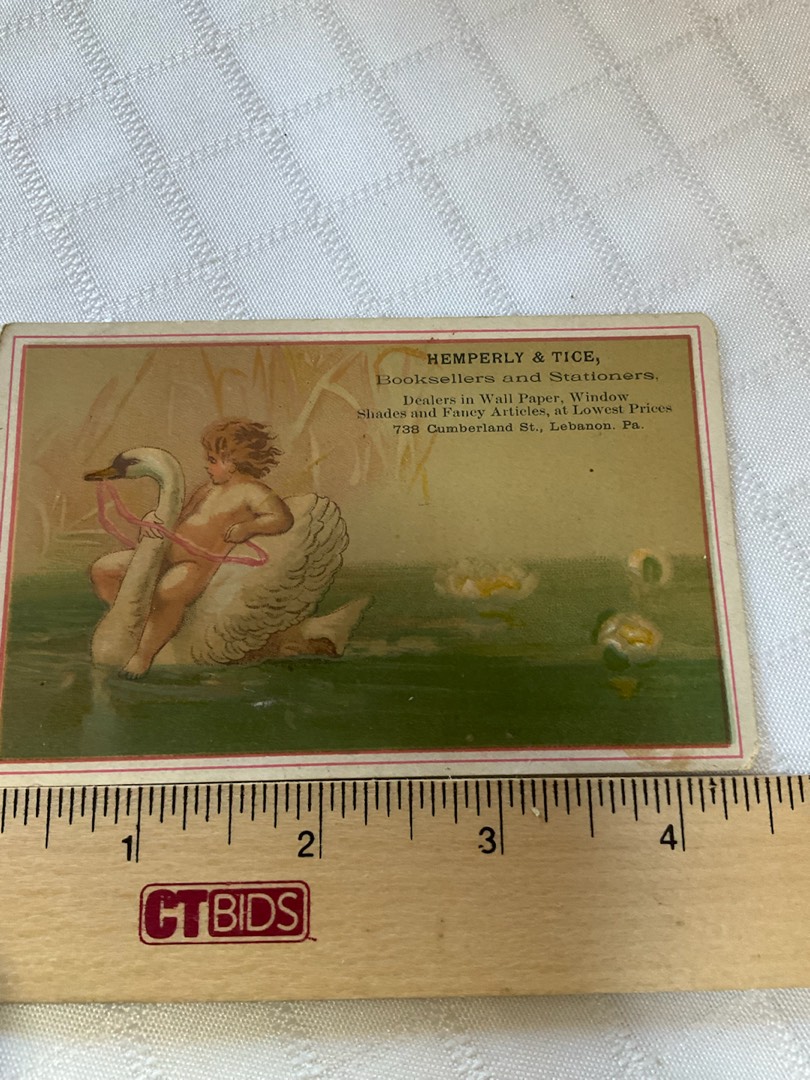 HEMPERLY & TICE,
Booksellers and Stationers,
Dealers in Wall Paper, Window
Shades and Fancy Articles, at Lowest Prices
738 Cumberland St., Lebanon. Pa.
1 2 3 4
CTBIDS